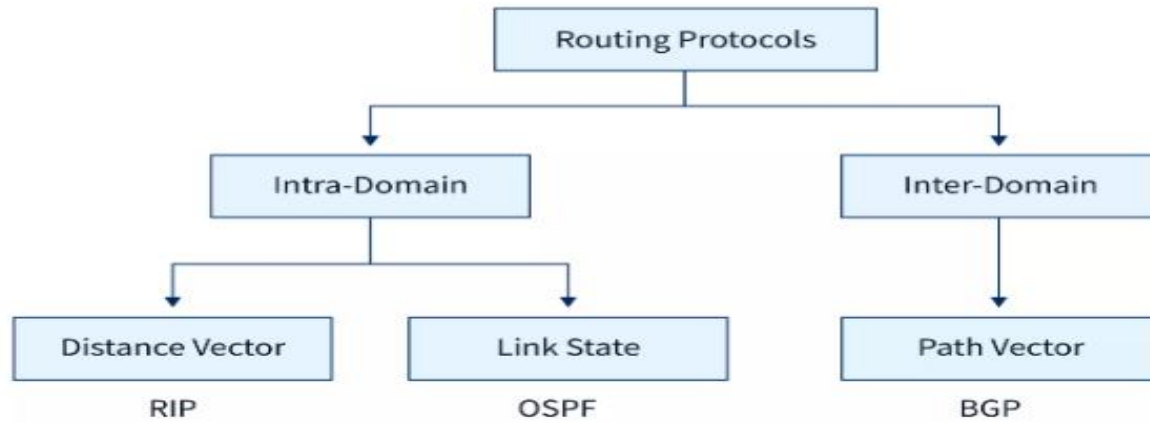 Routing Protocols
Intra-Domain
Inter-Domain
Distance Vector
Link State
Path Vector
RIP
OSPF
BGP